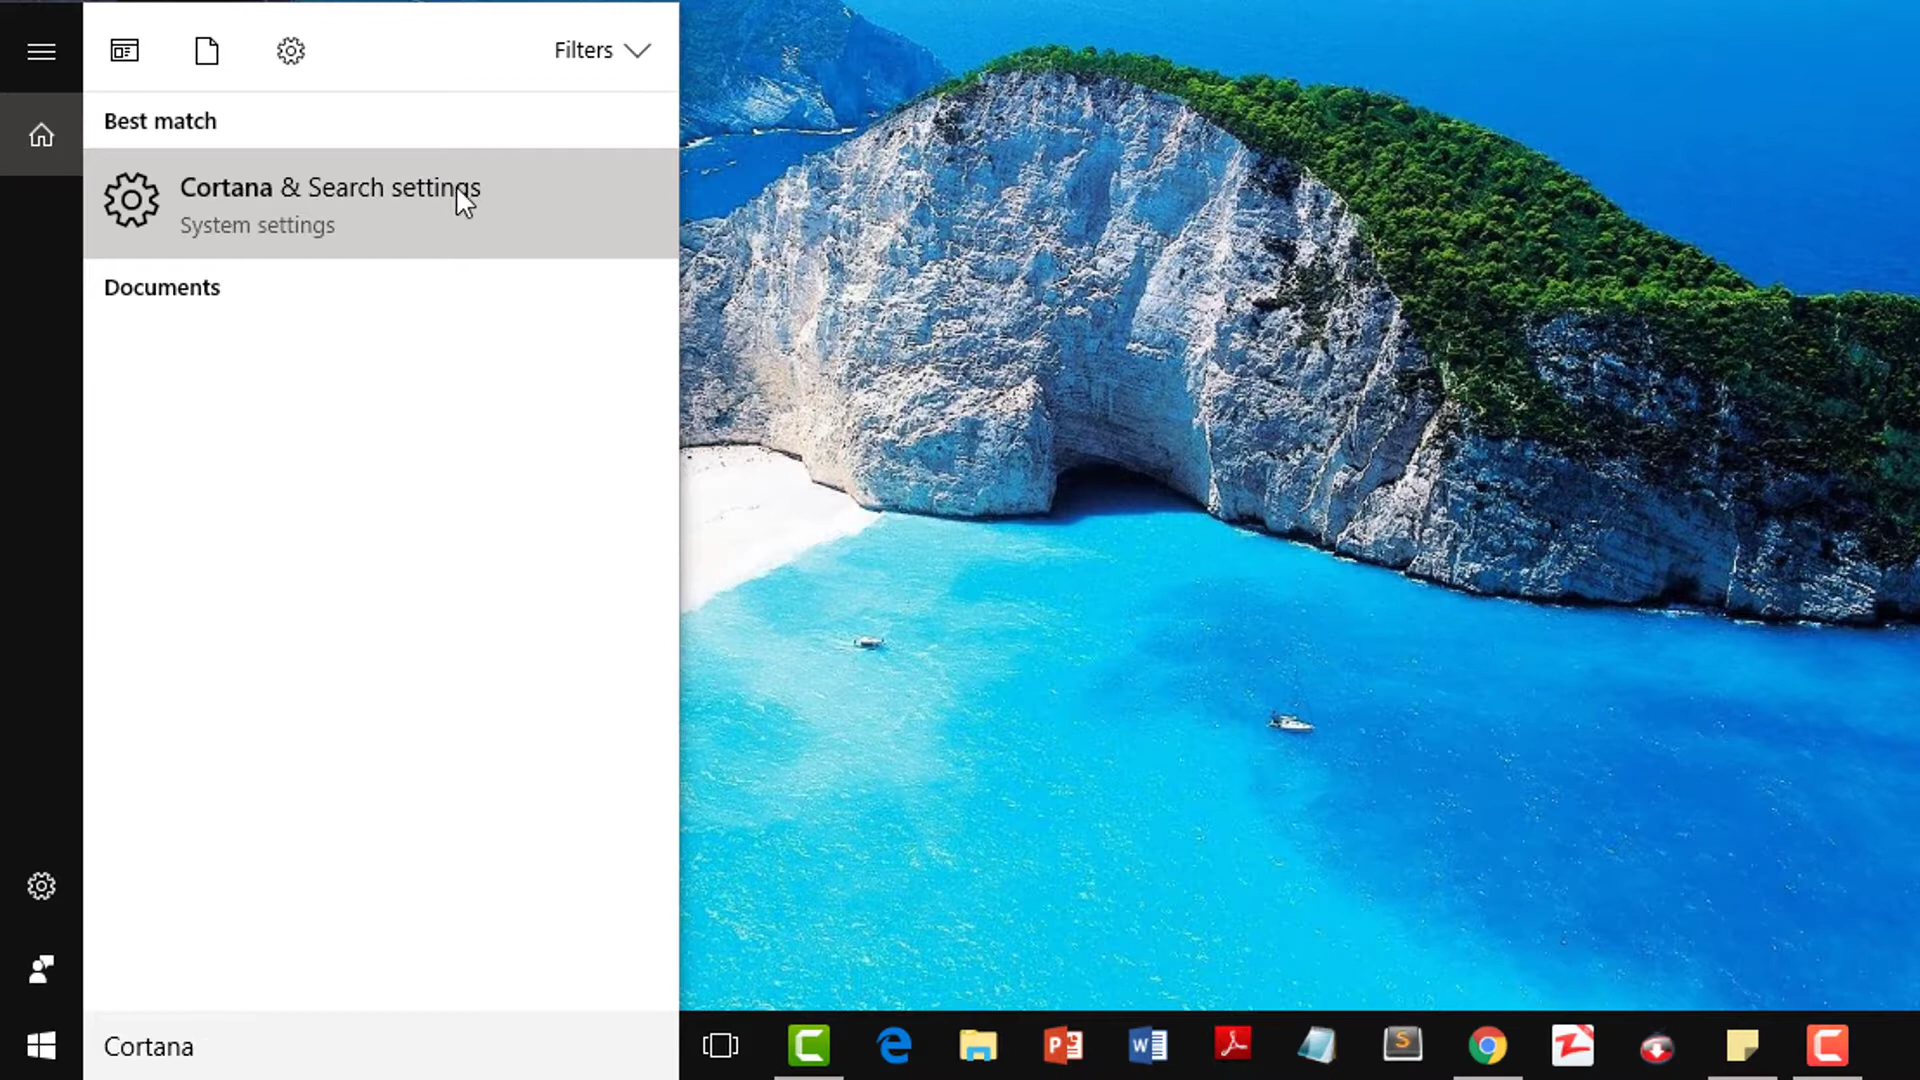 Filters
Best match
Cortana & Search settings
System settings
Documents
Cortana